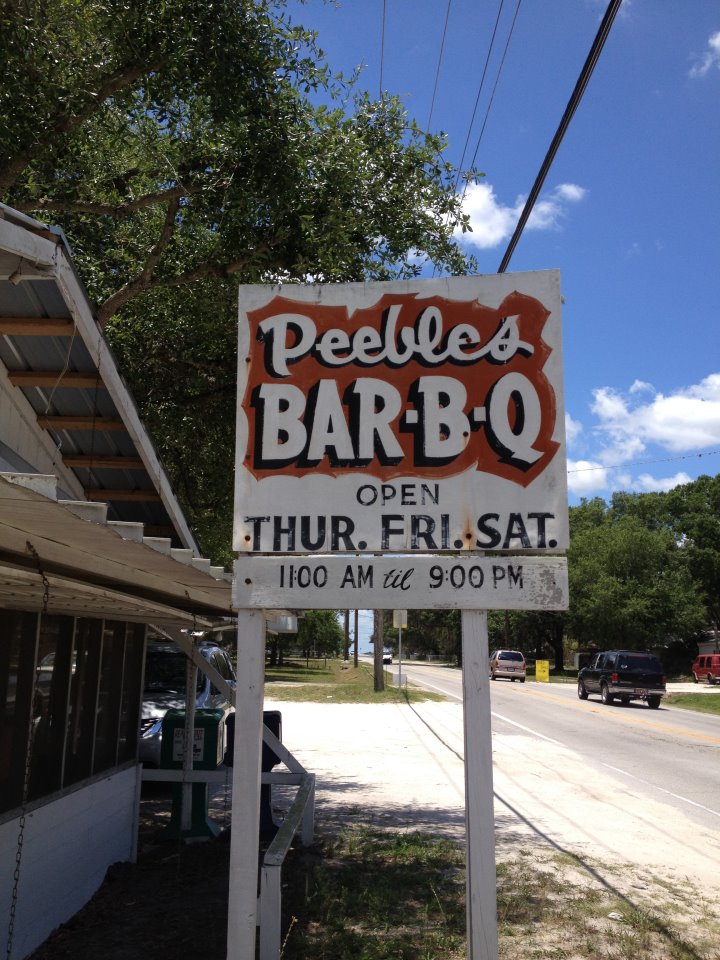 Peebles
BAR-B-Q
OPEN
THUR. FRI. SAT.
11:00 AM til 9:00 PM